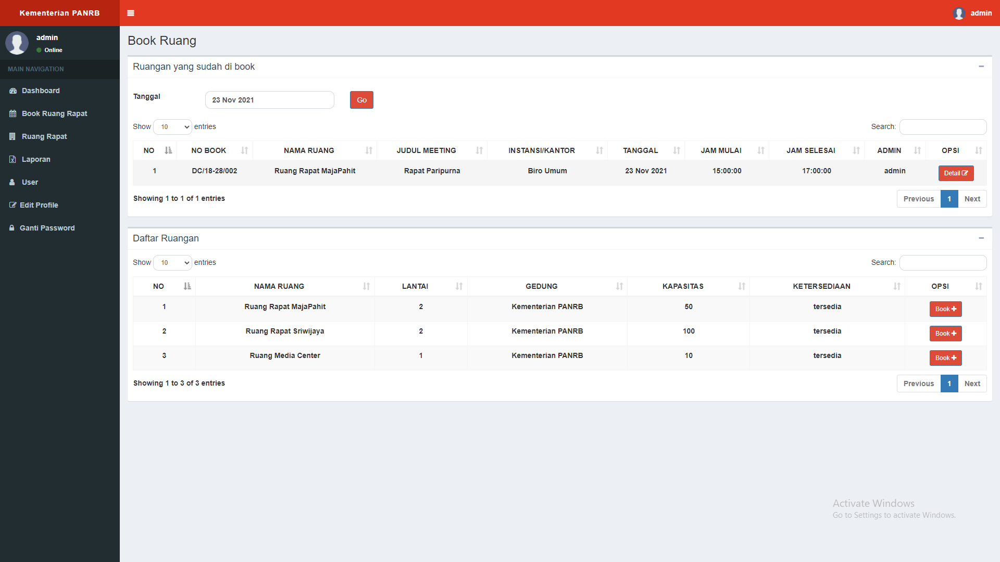 Kementerian PANRB
admin
admin
Online
MAIN NAVIGATION
Dashboard
Book Ruang Rapat
Ruang Rapat
Laporan
User
Edit Profile
Ganti Password
Book Ruang
Ruangan yang sudah di book
Tanggal 23 Nov 2021 Go
Show 10 entries Search:
NO NO BOOK NAMA RUANG JUDUL MEETING INSTANSI/KANTOR TANGGAL JAM MULAI JAM SELESAI ADMIN OPSI
1 DC/18-28/002 Ruang Rapat MajaPahit Rapat Paripurna Biro Umum 23 Nov 2021 15:00:00 17:00:00 admin Detail
Showing 1 to 1 of 1 entries Previous 1 Next
Daftar Ruangan
Show 10 entries Search:
NO NAMA RUANG LANTAI GEDUNG KAPASITAS KETERSEDIAAN OPSI
1 Ruang Rapat MajaPahit 2 Kementerian PANRB 50 tersedia Book
2 Ruang Rapat Sriwijaya 2 Kementerian PANRB 100 tersedia Book
3 Ruang Media Center 1 Kementerian PANRB 10 tersedia Book
Showing 1 to 3 of 3 entries Previous 1 Next
Activate Windows
Go to Settings to activate Windows.